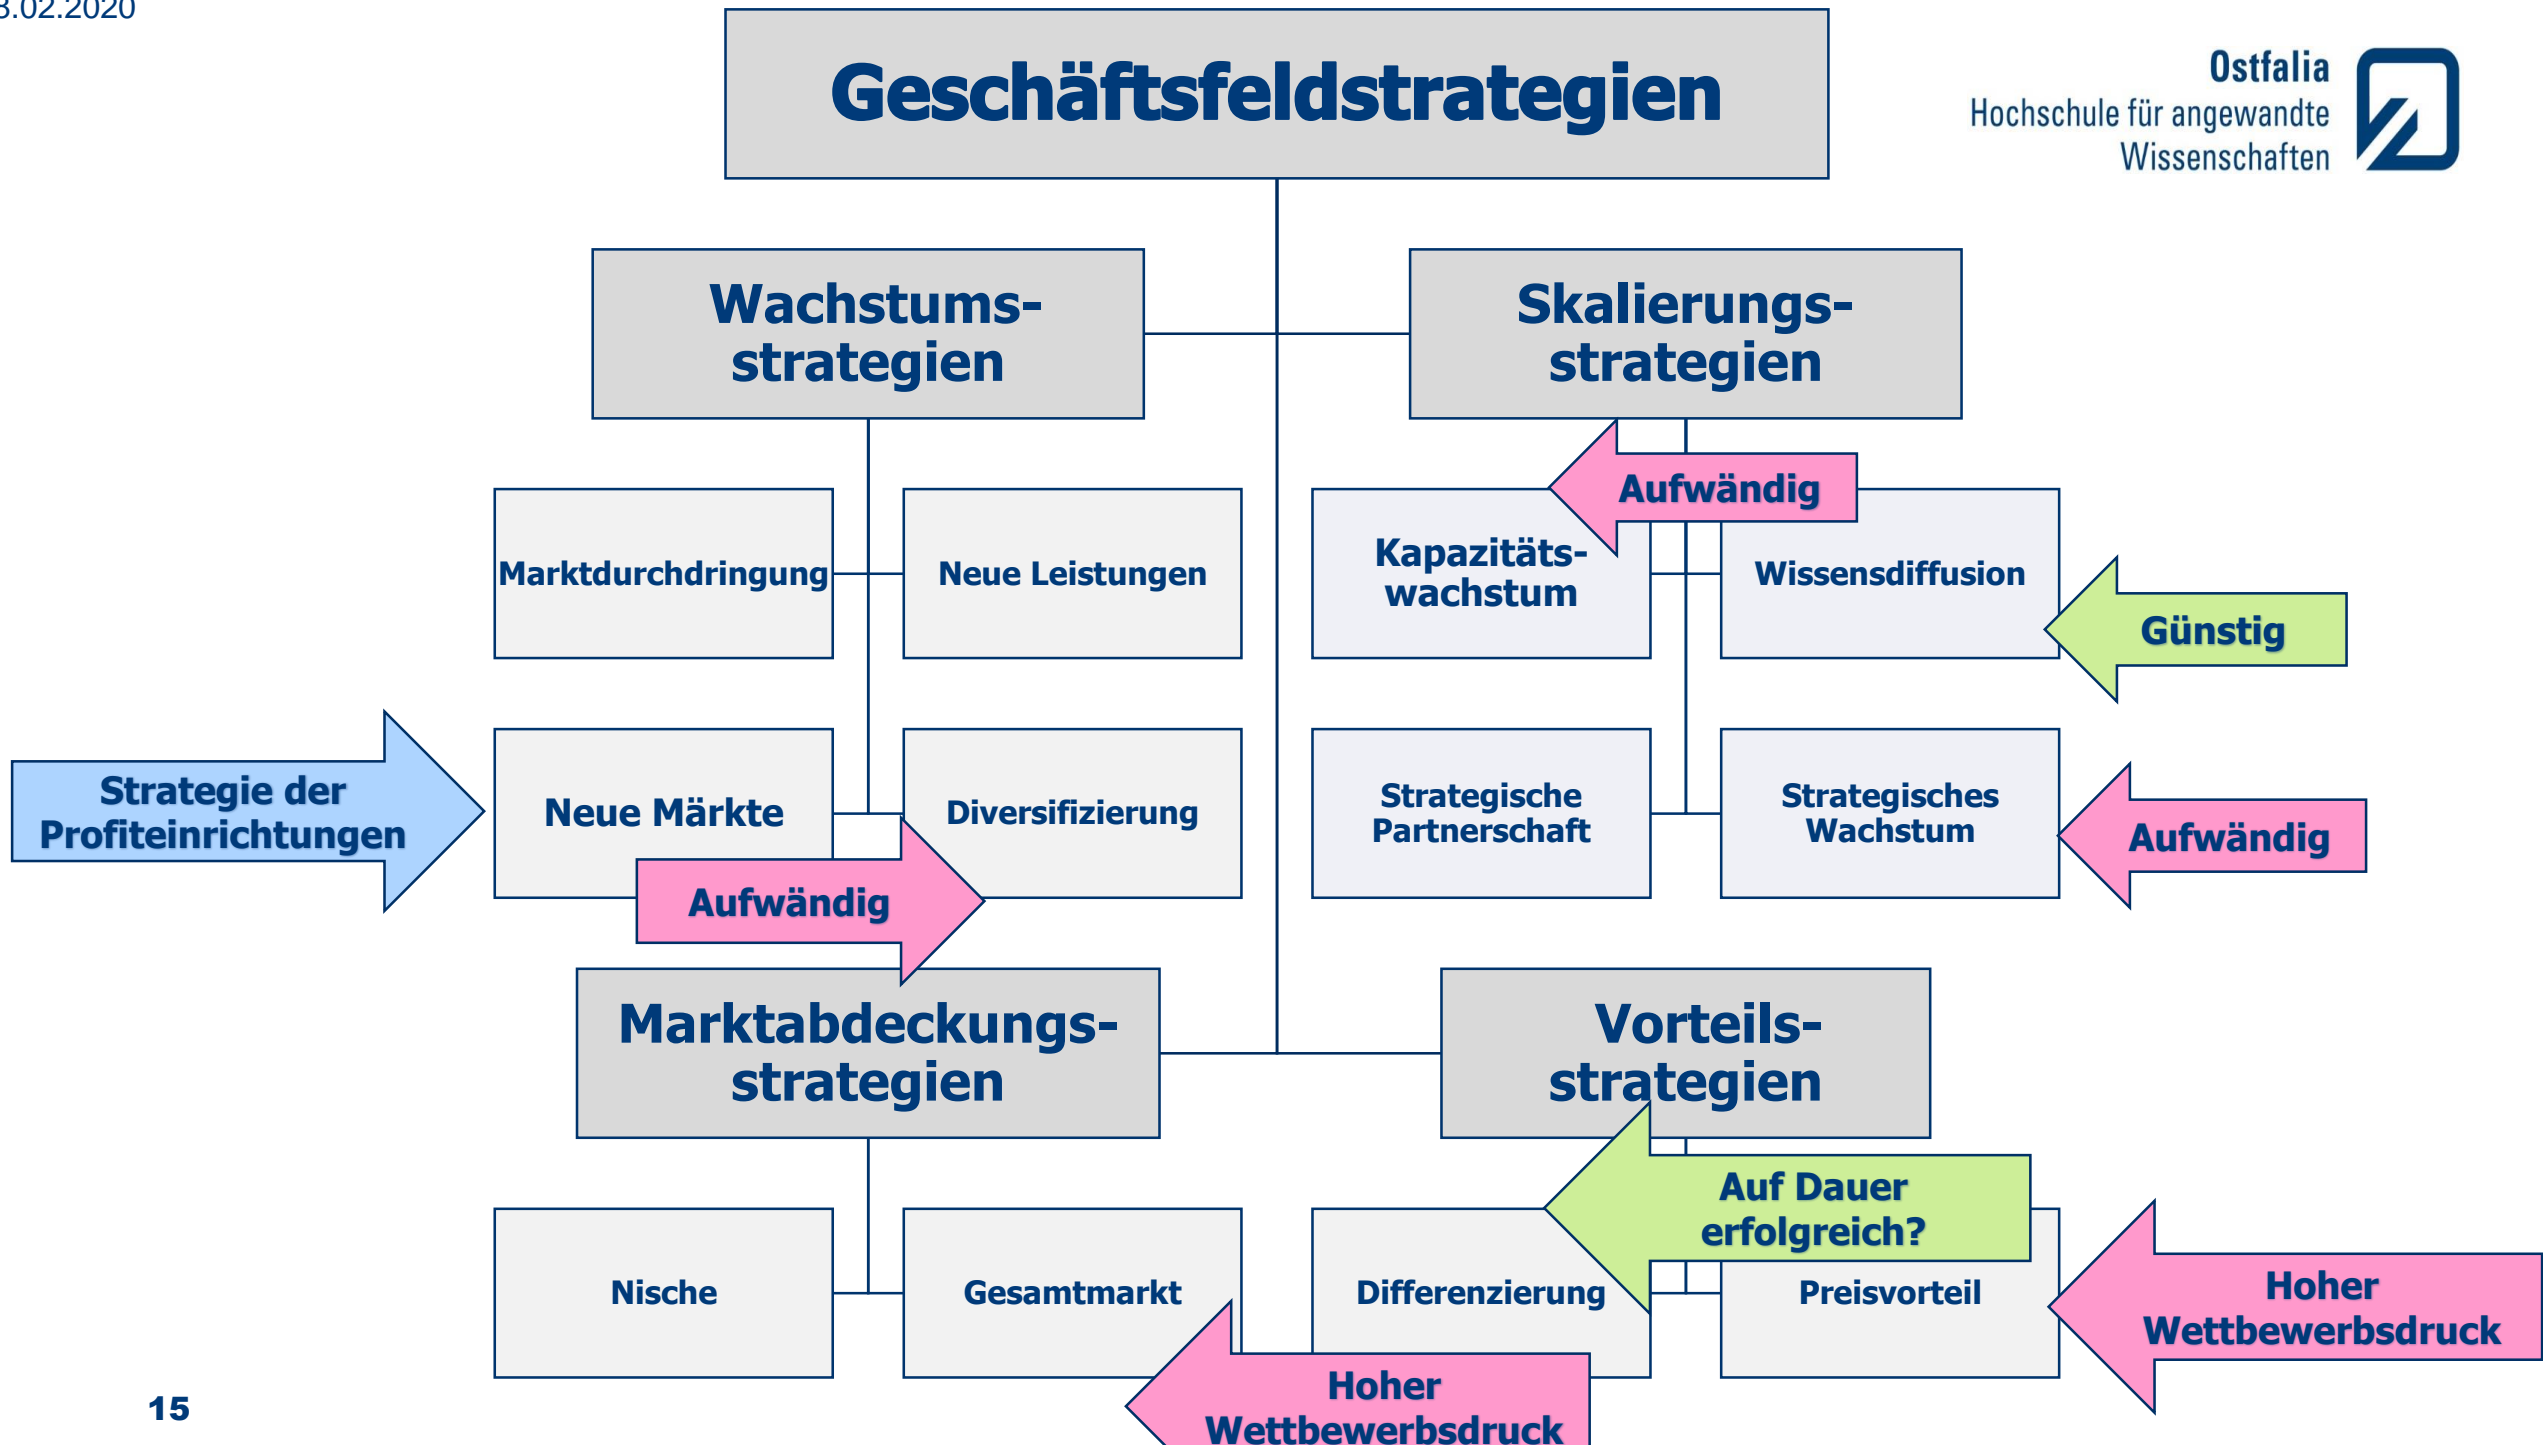 8.02.2020
Geschäftsfeldstrategien
Ostfalia
Hochschule für angewandte
Wissenschaften
Wachstums-
strategien
Skalierungs-
strategien
Marktdurchdringung
Neue Leistungen
Kapazitäts-
wachstum
Aufwändig
Wissensdiffusion
Günstig
Strategie der
Profiteinrichtungen
Neue Märkte
Diversifizierung
Aufwändig
Strategische
Partnerschaft
Strategisches
Wachstum
Aufwändig
Marktabdeckungs-
strategien
Vorteils-
strategien
Nische
Gesamtmarkt
Hoher
Wettbewerbsdruck
Differenzierung
Auf Dauer
erfolgreich?
Preisvorteil
Hoher
Wettbewerbsdruck
15